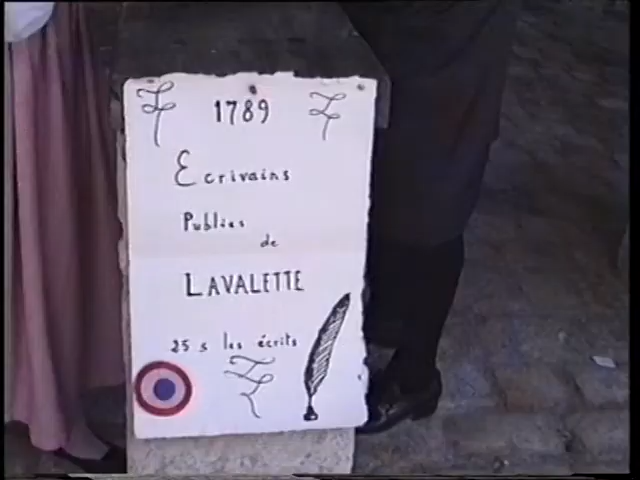 1789
Ecrivains
Publics
de
LAVALETTE
25 s les écrits